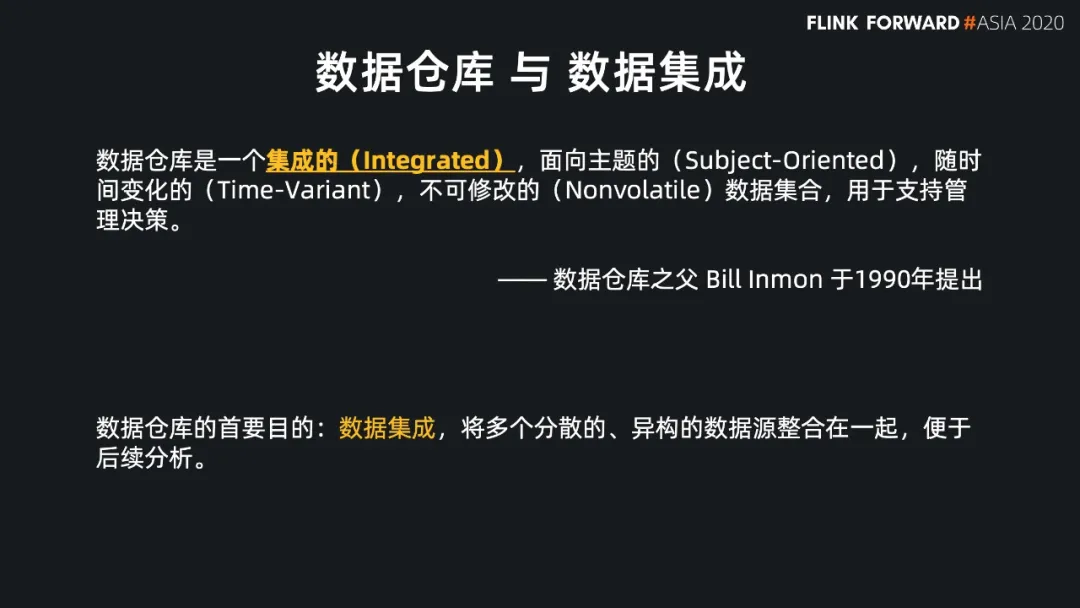 FLINK FORWARD #ASIA 2020
数据仓库 与 数据集成
数据仓库是一个集成的（Integrated），面向主题的（Subject-Oriented），随时
间变化的（Time-Variant），不可修改的（Nonvolatile）数据集合，用于支持管
理决策。
—— 数据仓库之父 Bill Inmon 于1990年提出
数据仓库的首要目的：数据集成，将多个分散的、异构的数据源整合在一起，便于
后续分析。